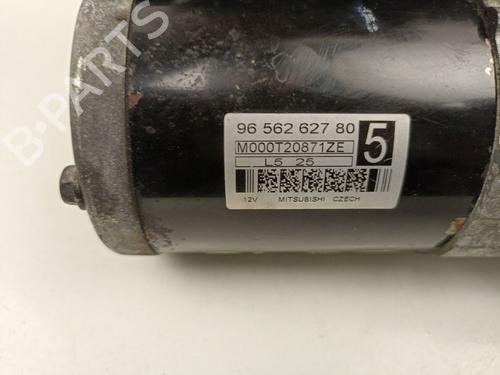 96 562 627 80
M000T20871ZE
5
L5 25
12V MITSUBISHI CZECH
B-PARTS